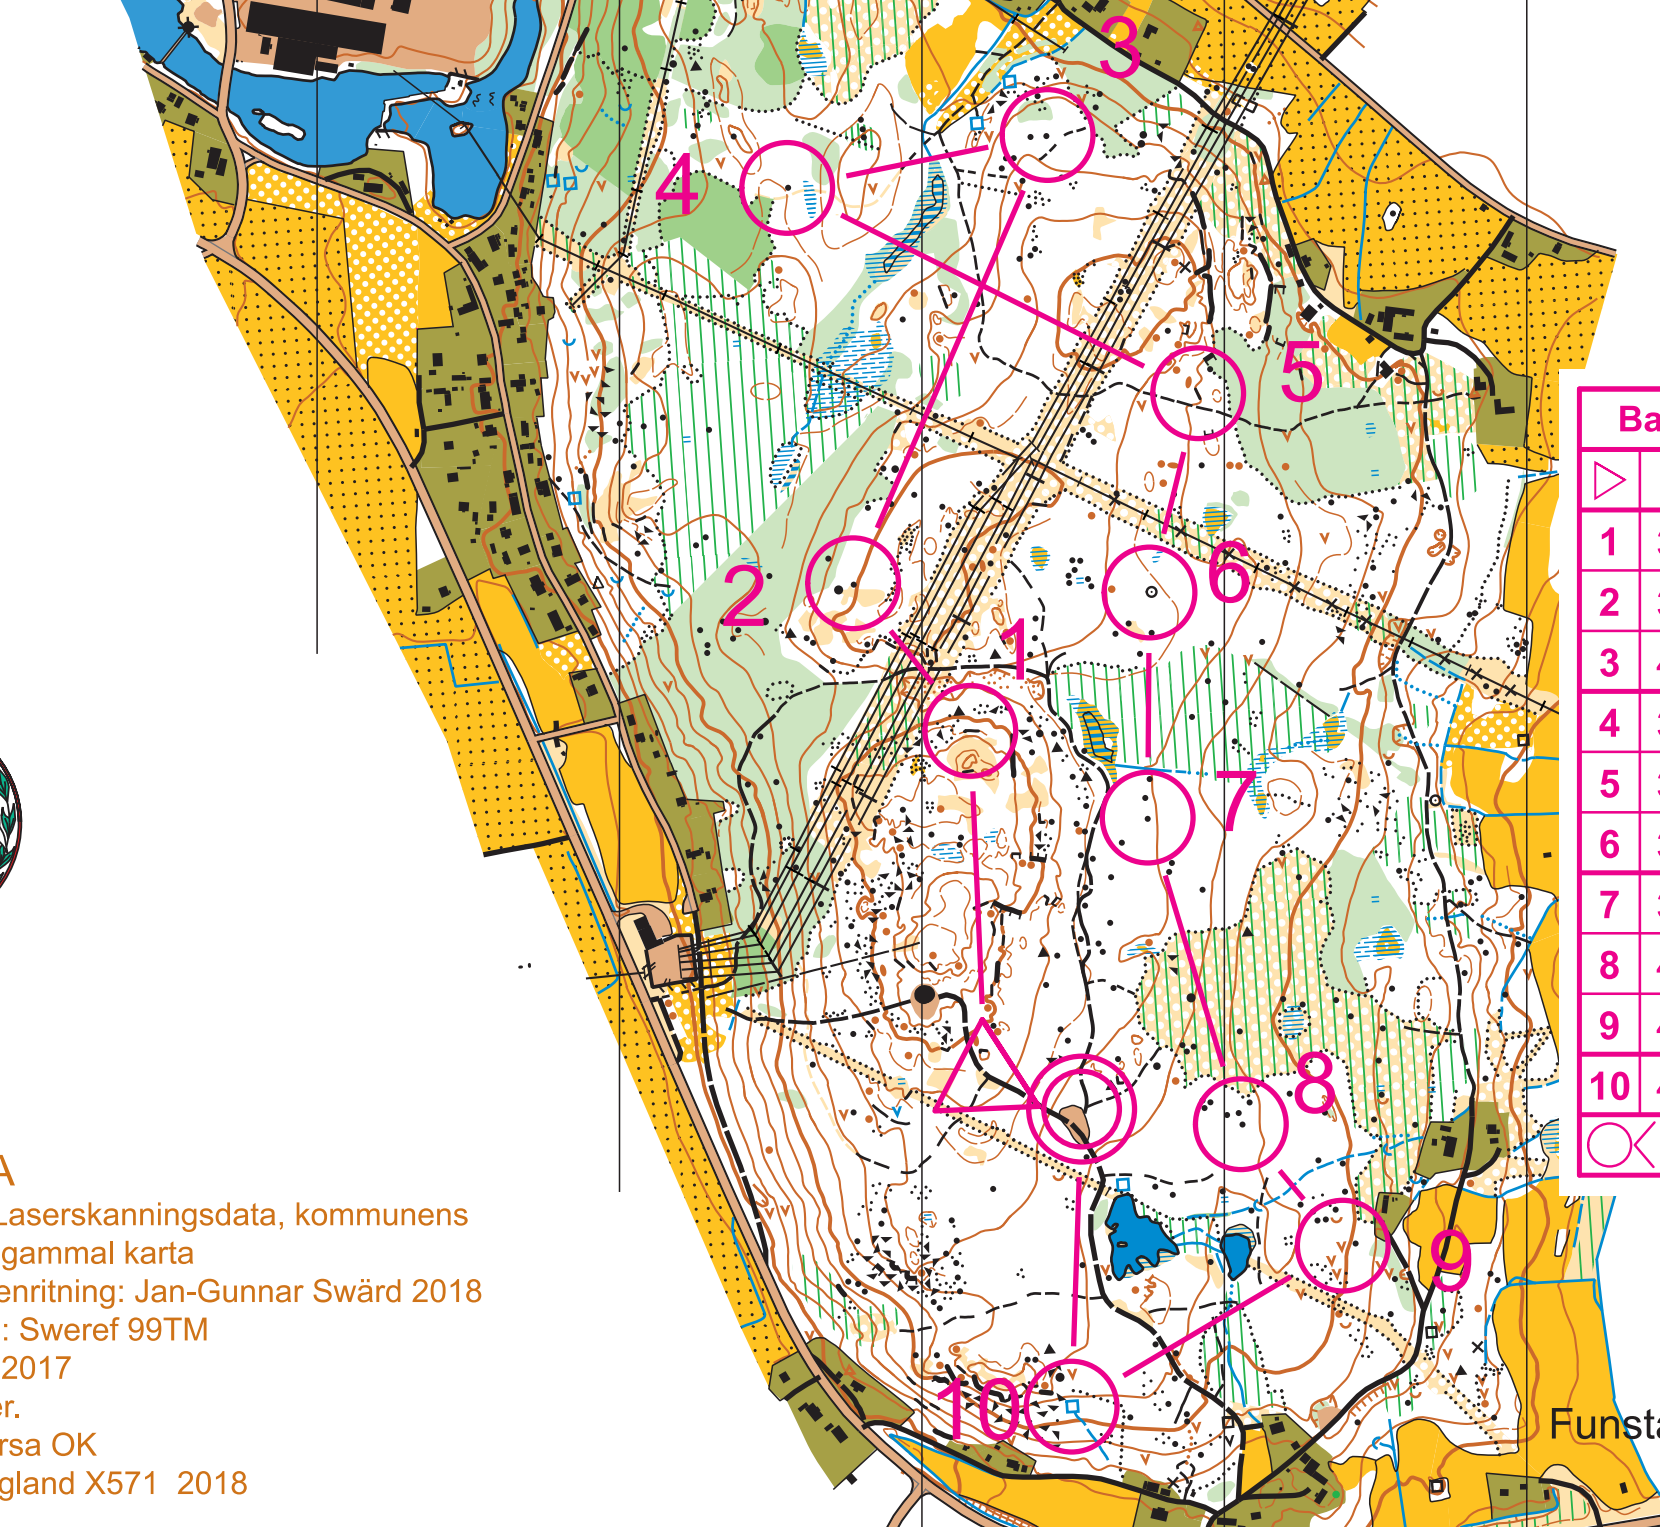 3
4
5
2
6
1
7
8
9
10
Ba
1
2
3
4
5
6
7
8
9
10
A
Laserskanningsdata, kommunens
gammal karta
enritning: Jan-Gunnar Swärd 2018
: Sweref 99TM
2017
er.
rsa OK
gland X571 2018
Funsta